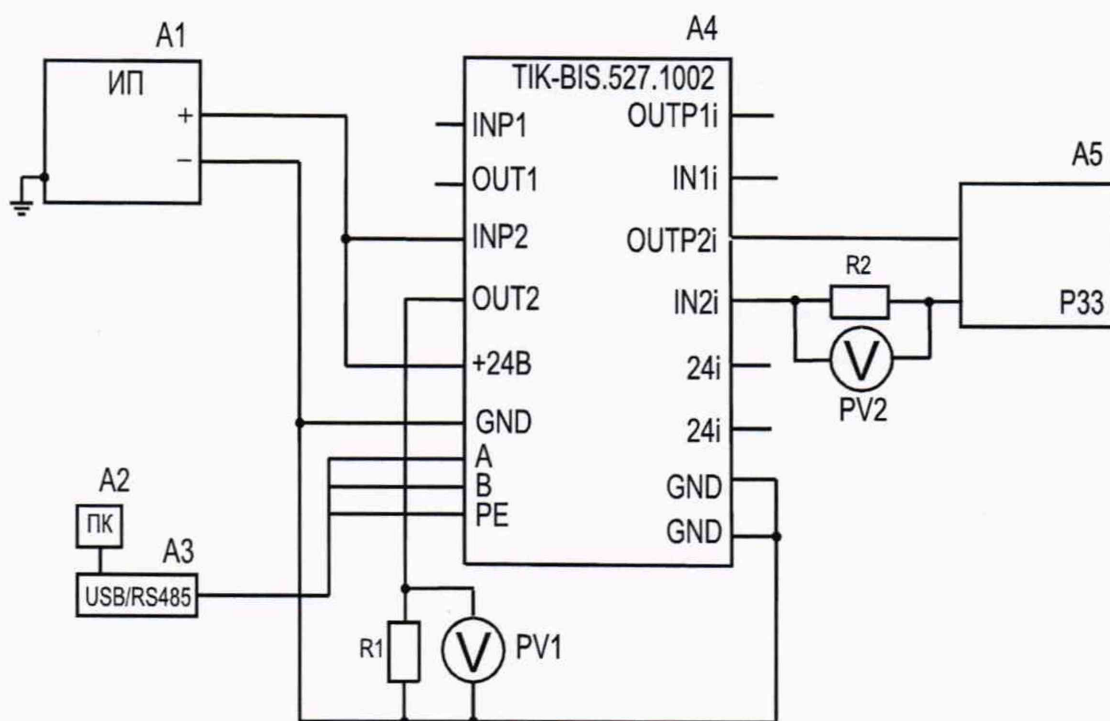 A1
ИП
+
−
A4
TIK-BIS.527.1002
INP1
OUT1
INP2
OUT2
+24В
GND
A
B
PE
OUTP1i
IN1i
OUTP2i
IN2i
24i
24i
GND
GND
A5
P33
R2
V
PV2
A2
ПК
A3
USB/RS485
R1
V
PV1